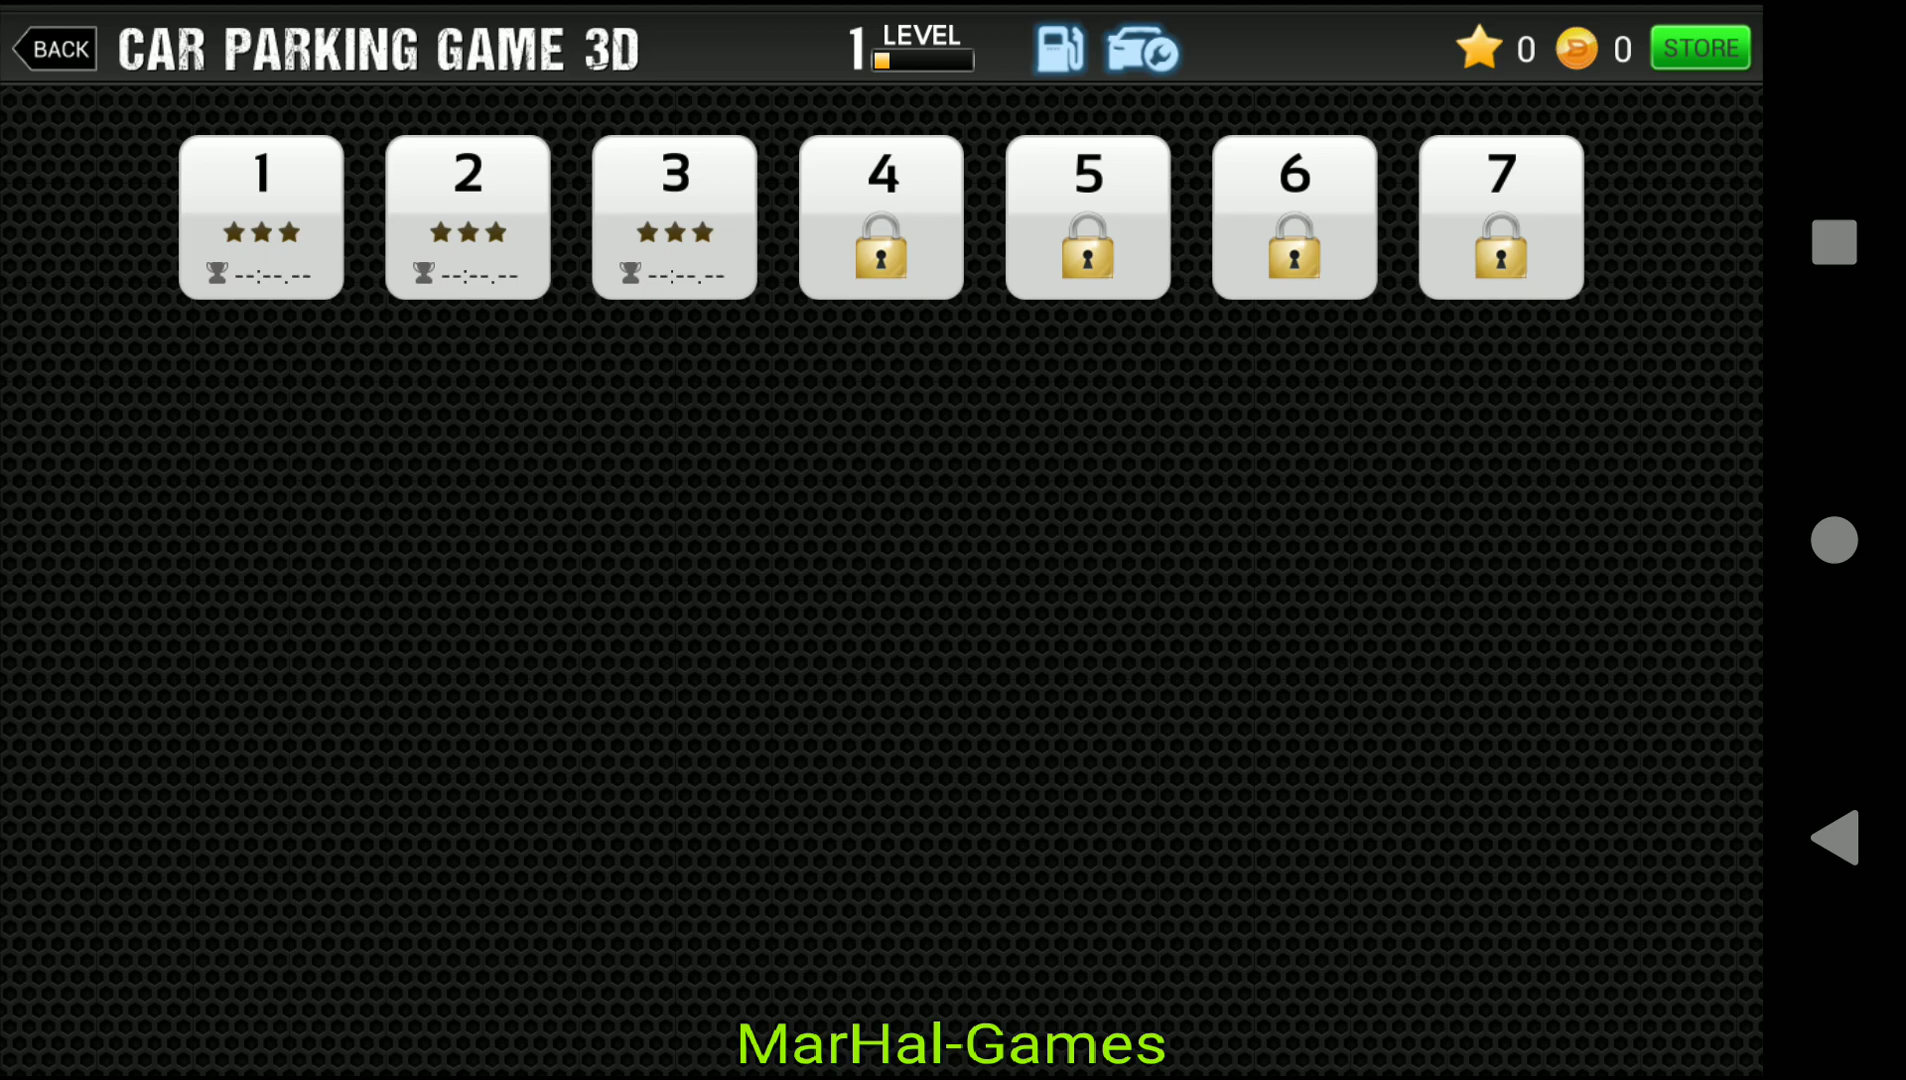 BACK CAR PARKING GAME 3D 1 LEVEL 0 0 STORE
1 2 3 4 5 6 7
--:--.-- --:--.-- --:--.--
MarHal-Games